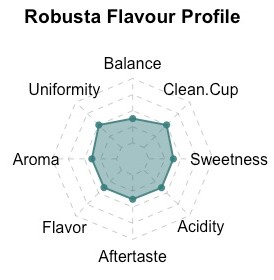 Robusta Flavour Profile
Balance
Uniformity
Clean.Cup
Aroma
Sweetness
Flavor
Acidity
Aftertaste